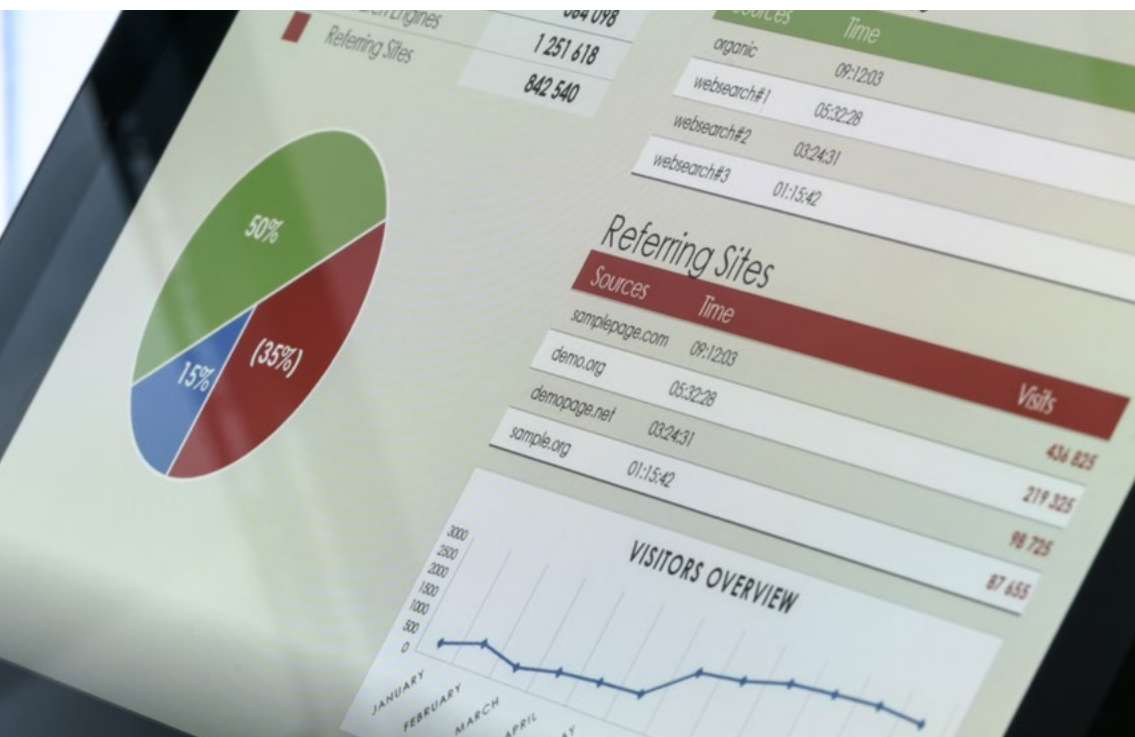 Engines
Referring Sites
584 098
1 251 618
842 540
50%
15%
(35%)
Sources Time
organic 09:12:03
websearch#1 05:32:28
websearch#2 03:24:31
websearch#3 01:15:42
Referring Sites
Sources Time Visits
samplepage.com 09:12:03 436 825
demo.org 05:32:28 219 325
demopage.net 03:24:31 98 725
sample.org 01:15:42 87 655
VISITORS OVERVIEW
3000
2500
2000
1500
1000
500
0
JANUARY
FEBRUARY
MARCH
APRIL